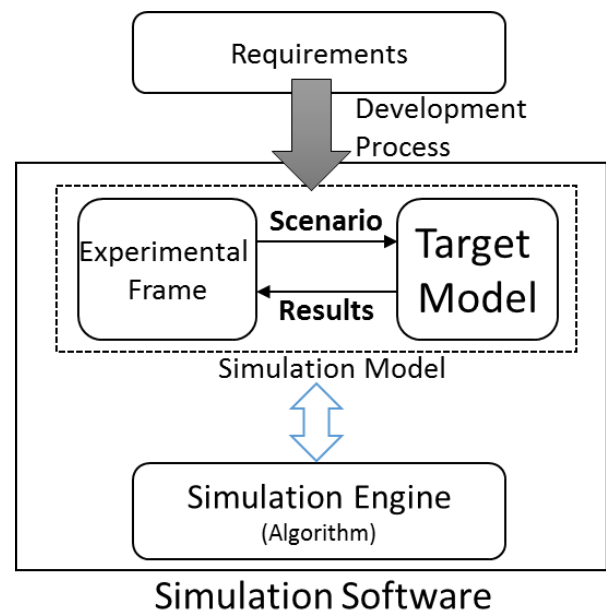 Requirements
Development
Process
Scenario
Experimental
Frame
Target
Model
Results
Simulation Model
Simulation Engine
(Algorithm)
Simulation Software